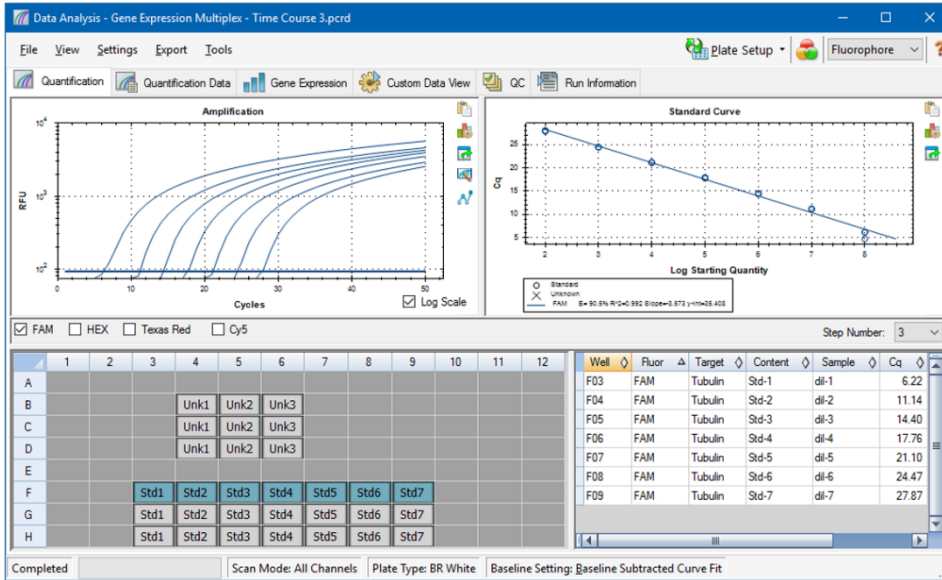 Data Analysis - Gene Expression Multiplex - Time Course 3.pcrd
File View Settings Export Tools Plate Setup Fluorophore ?
Quantification Quantification Data Gene Expression Custom Data View QC Run Information
Amplification
10^4
10^3
10^2
RFU
0 10 20 30 40 50
Cycles
Log Scale
Standard Curve
25
20
15
10
5
Cq
2 3 4 5 6 7 8
Log Starting Quantity
Standard
Unknown
FAM E= 90.5% R^2=0.992 Slope=-3.573 y-int=35.408
FAM HEX Texas Red Cy5 Step Number: 3
1 2 3 4 5 6 7 8 9 10 11 12
A
B Unk1 Unk2 Unk3
C Unk1 Unk2 Unk3
D Unk1 Unk2 Unk3
E
F Std1 Std2 Std3 Std4 Std5 Std6 Std7
G Std1 Std2 Std3 Std4 Std5 Std6 Std7
H Std1 Std2 Std3 Std4 Std5 Std6 Std7
Well Fluor Target Content Sample Cq
F03 FAM Tubulin Std-1 dil-1 6.22
F04 FAM Tubulin Std-2 dil-2 11.14
F05 FAM Tubulin Std-3 dil-3 14.40
F06 FAM Tubulin Std-4 dil-4 17.76
F07 FAM Tubulin Std-5 dil-5 21.10
F08 FAM Tubulin Std-6 dil-6 24.47
F09 FAM Tubulin Std-7 dil-7 27.87
Completed Scan Mode: All Channels Plate Type: BR White Baseline Setting: Baseline Subtracted Curve Fit